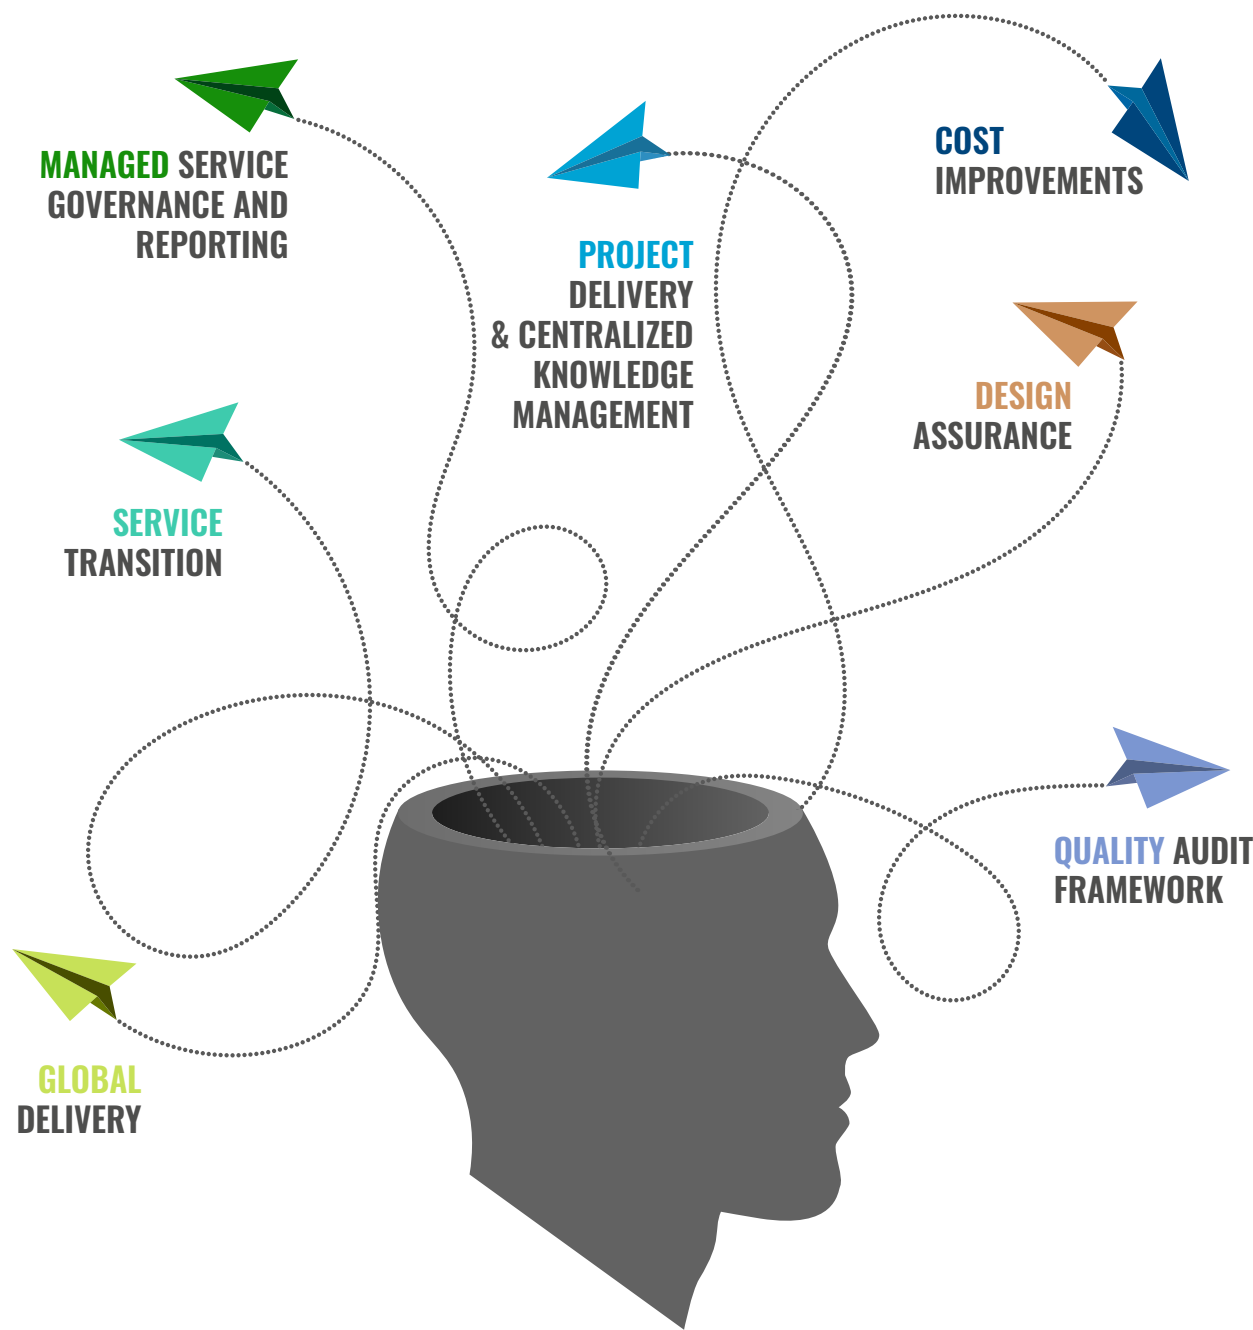 MANAGED SERVICE
GOVERNANCE AND
REPORTING
PROJECT
DELIVERY
& CENTRALIZED
KNOWLEDGE
MANAGEMENT
COST
IMPROVEMENTS
DESIGN
ASSURANCE
SERVICE
TRANSITION
QUALITY AUDIT
FRAMEWORK
GLOBAL
DELIVERY